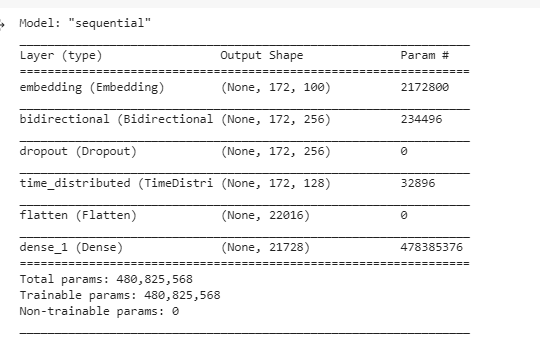 Model: "sequential"
Layer (type) Output Shape Param #
embedding (Embedding) (None, 172, 100) 2172800
bidirectional (Bidirectional (None, 172, 256) 234496
dropout (Dropout) (None, 172, 256) 0
time_distributed (TimeDistri (None, 172, 128) 32896
flatten (Flatten) (None, 22016) 0
dense_1 (Dense) (None, 21728) 478385376
Total params: 480,825,568
Trainable params: 480,825,568
Non-trainable params: 0